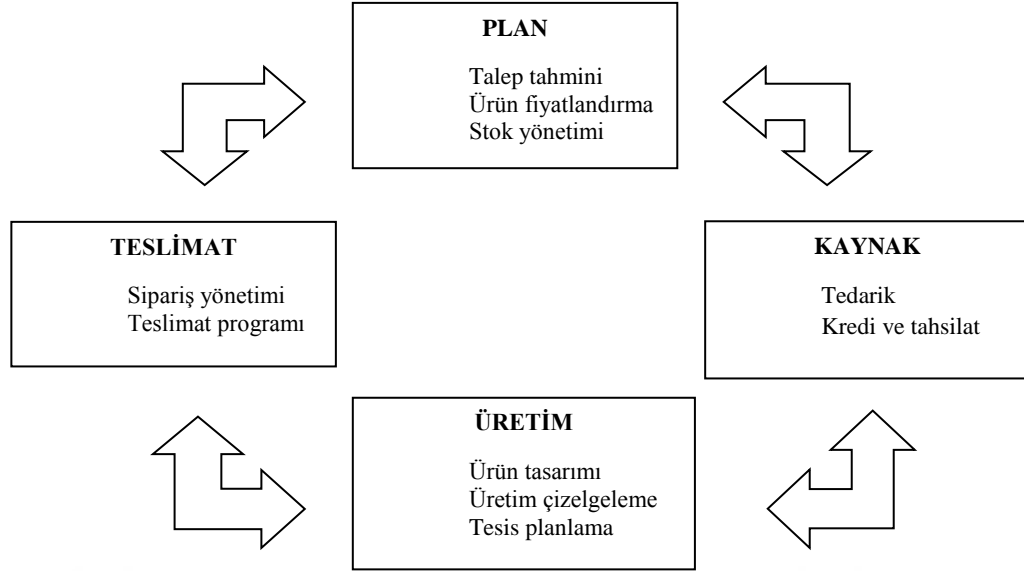 PLAN
Talep tahmini
Ürün fiyatlandırma
Stok yönetimi
TESLİMAT
Sipariş yönetimi
Teslimat programı
KAYNAK
Tedarik
Kredi ve tahsilat
ÜRETİM
Ürün tasarımı
Üretim çizelgeleme
Tesis planlama